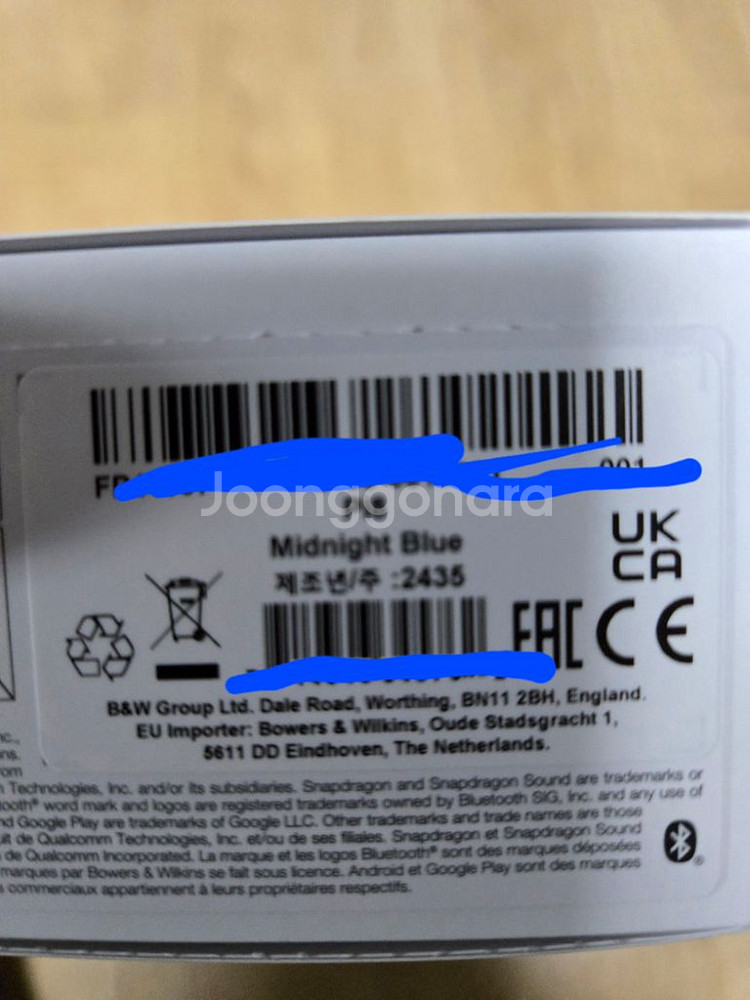 001
Joonggonara
Midnight Blue
제조년/주 :2435
UK
CA
EAC CE
B&W Group Ltd. Dale Road, Worthing, BN11 2BH, England.
EU Importer: Bowers & Wilkins, Oude Stadsgracht 1,
5611 DD Eindhoven, The Netherlands.
Technologies, Inc. and/or its subsidiaries. Snapdragon and Snapdragon Sound are trademarks or
word mark and logos are registered trademarks owned by Bluetooth SIG, Inc. and any use of
Google Play are trademarks of Google LLC. Other trademarks and trade names are those
de Qualcomm Technologies, Inc. et/ou de ses filiales. Snapdragon et Snapdragon Sound
de Qualcomm Incorporated. La marque et les logos Bluetooth® sont des marques déposées
marques par Bowers & Wilkins se fait sous licence. Android et Google Play sont des marques
commerciaux appartiennent à leurs propriétaires respectifs.